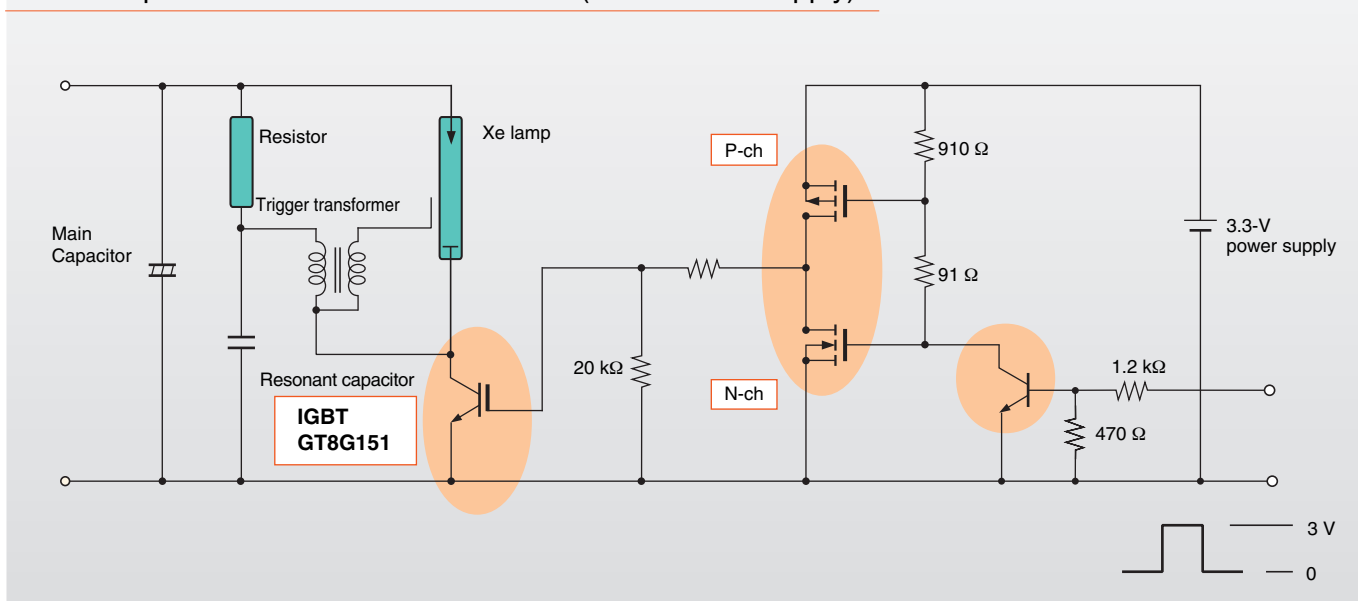 Resistor
Xe lamp
Trigger transformer
Main
Capacitor
Resonant capacitor
IGBT
GT8G151
20 kΩ
P-ch
N-ch
910 Ω
91 Ω
3.3-V
power supply
1.2 kΩ
470 Ω
3 V
0